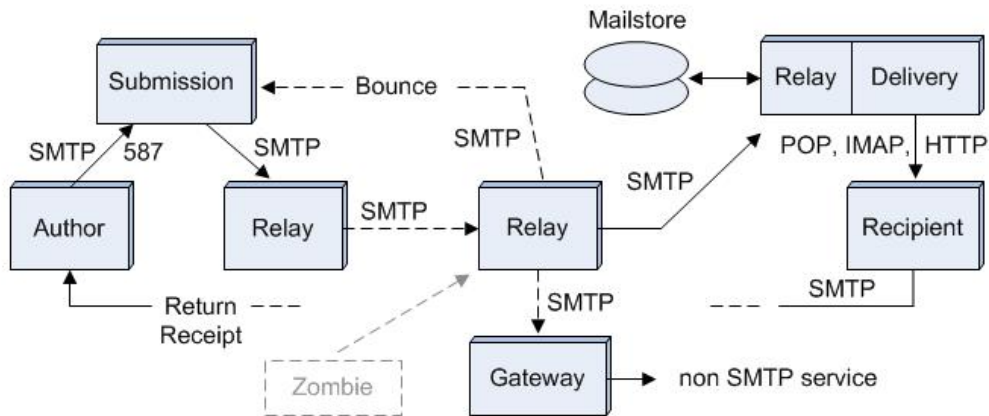 Mailstore
Submission
Bounce
Relay
Delivery
SMTP
587
SMTP
SMTP
POP, IMAP, HTTP
SMTP
SMTP
Author
Relay
Relay
Recipient
Return
Receipt
SMTP
SMTP
Zombie
Gateway
non SMTP service